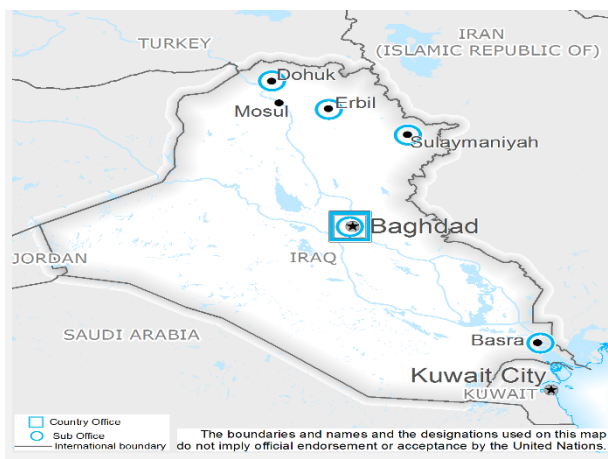 TURKEY
IRAN
(ISLAMIC REPUBLIC OF)
Dohuk
Mosul
Erbil
Sulaymaniyah
Baghdad
JORDAN
IRAQ
SAUDI ARABIA
Basra
Kuwait City
KUWAIT
Country Office
Sub Office
International boundary
The boundaries and names and the designations used on this map
do not imply official endorsement or acceptance by the United Nations.